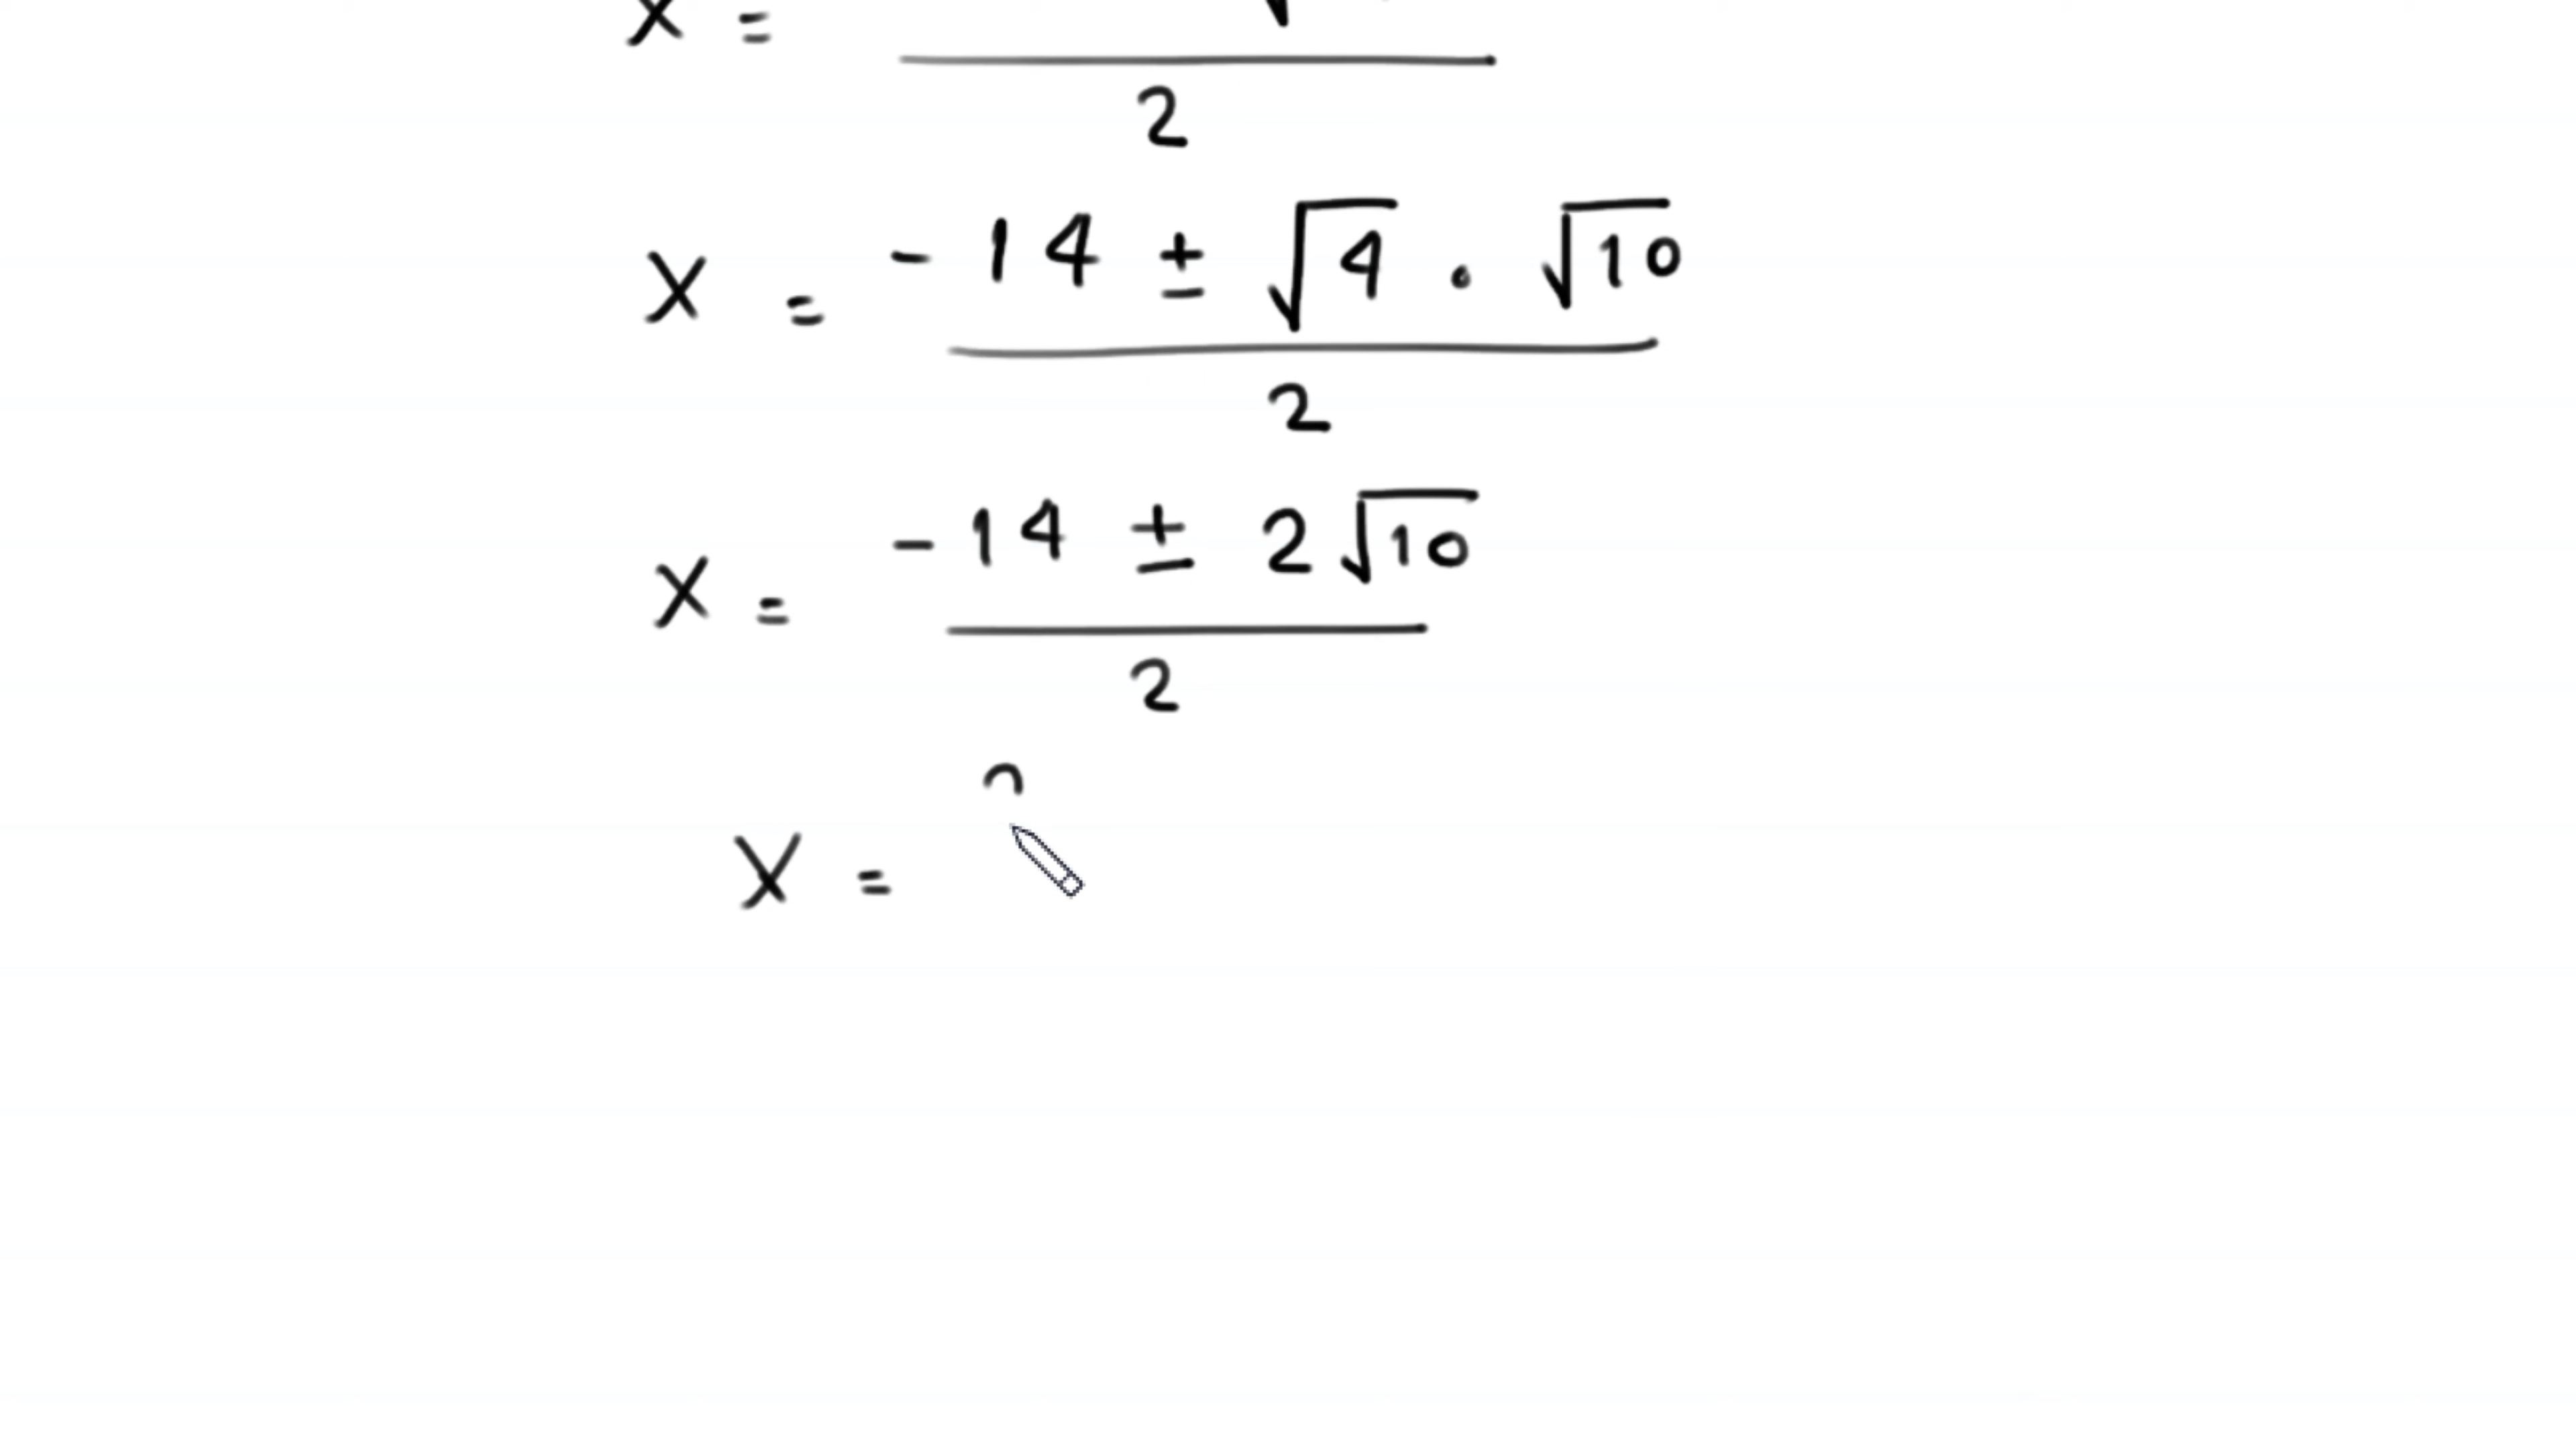 x =
2
x = - 14 ± √4 · √10
2
x = - 14 ± 2√10
2
x =